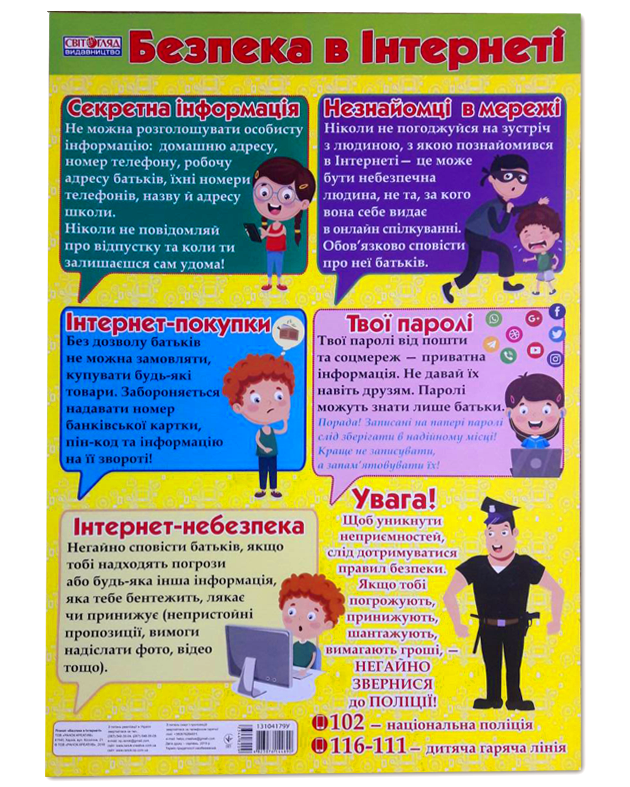 СВІТОГЛЯД
ВИДАВНИЦТВО
Безпека в Інтернеті
Секретна інформація
Не можна розголошувати особисту
інформацію: домашню адресу,
номер телефону, робочу
адресу батьків, їхні номери
телефонів, назву й адресу
школи.
Ніколи не повідомляй
про відпустку та коли ти
залишаєшся сам удома!
Незнайомці в мережі
Ніколи не погоджуйся на зустріч
з людиною, з якою познайомився
в Інтернеті— це може
бути небезпечна
людина, не та, за кого
вона себе видає
в онлайн спілкуванні.
Обов’язково сповісти
про неї батьків.
Інтернет-покупки
Без дозволу батьків
не можна замовляти,
купувати будь-які
товари. Забороняється
надавати номер
банківської картки,
пін-код та інформацію
на її звороті!
Твої паролі
Твої паролі від пошти
та соцмереж — приватна
інформація. Не давай їх
навіть друзям. Паролі
можуть знати лише батьки.
Порада! Записані на папері паролі
слід зберігати в надійному місці!
Краще не записувати,
а запам’ятовувати їх!
Інтернет-небезпека
Негайно сповісти батьків, якщо
тобі надходять погрози
або будь-яка інша інформація,
яка тебе бентежить, лякає
чи принижує (непристойні
пропозиції, вимоги
надіслати фото, відео
тощо).
Увага!
Щоб уникнути
неприємностей,
слід дотримуватися
правил безпеки.
Якщо тобі
погрожують,
принижують,
шантажують,
вимагають гроші, —
НЕГАЙНО
ЗВЕРНИСЯ
до ПОЛІЦІЇ!
102 — національна поліція
116-111 — дитяча гаряча лінія
13104179У